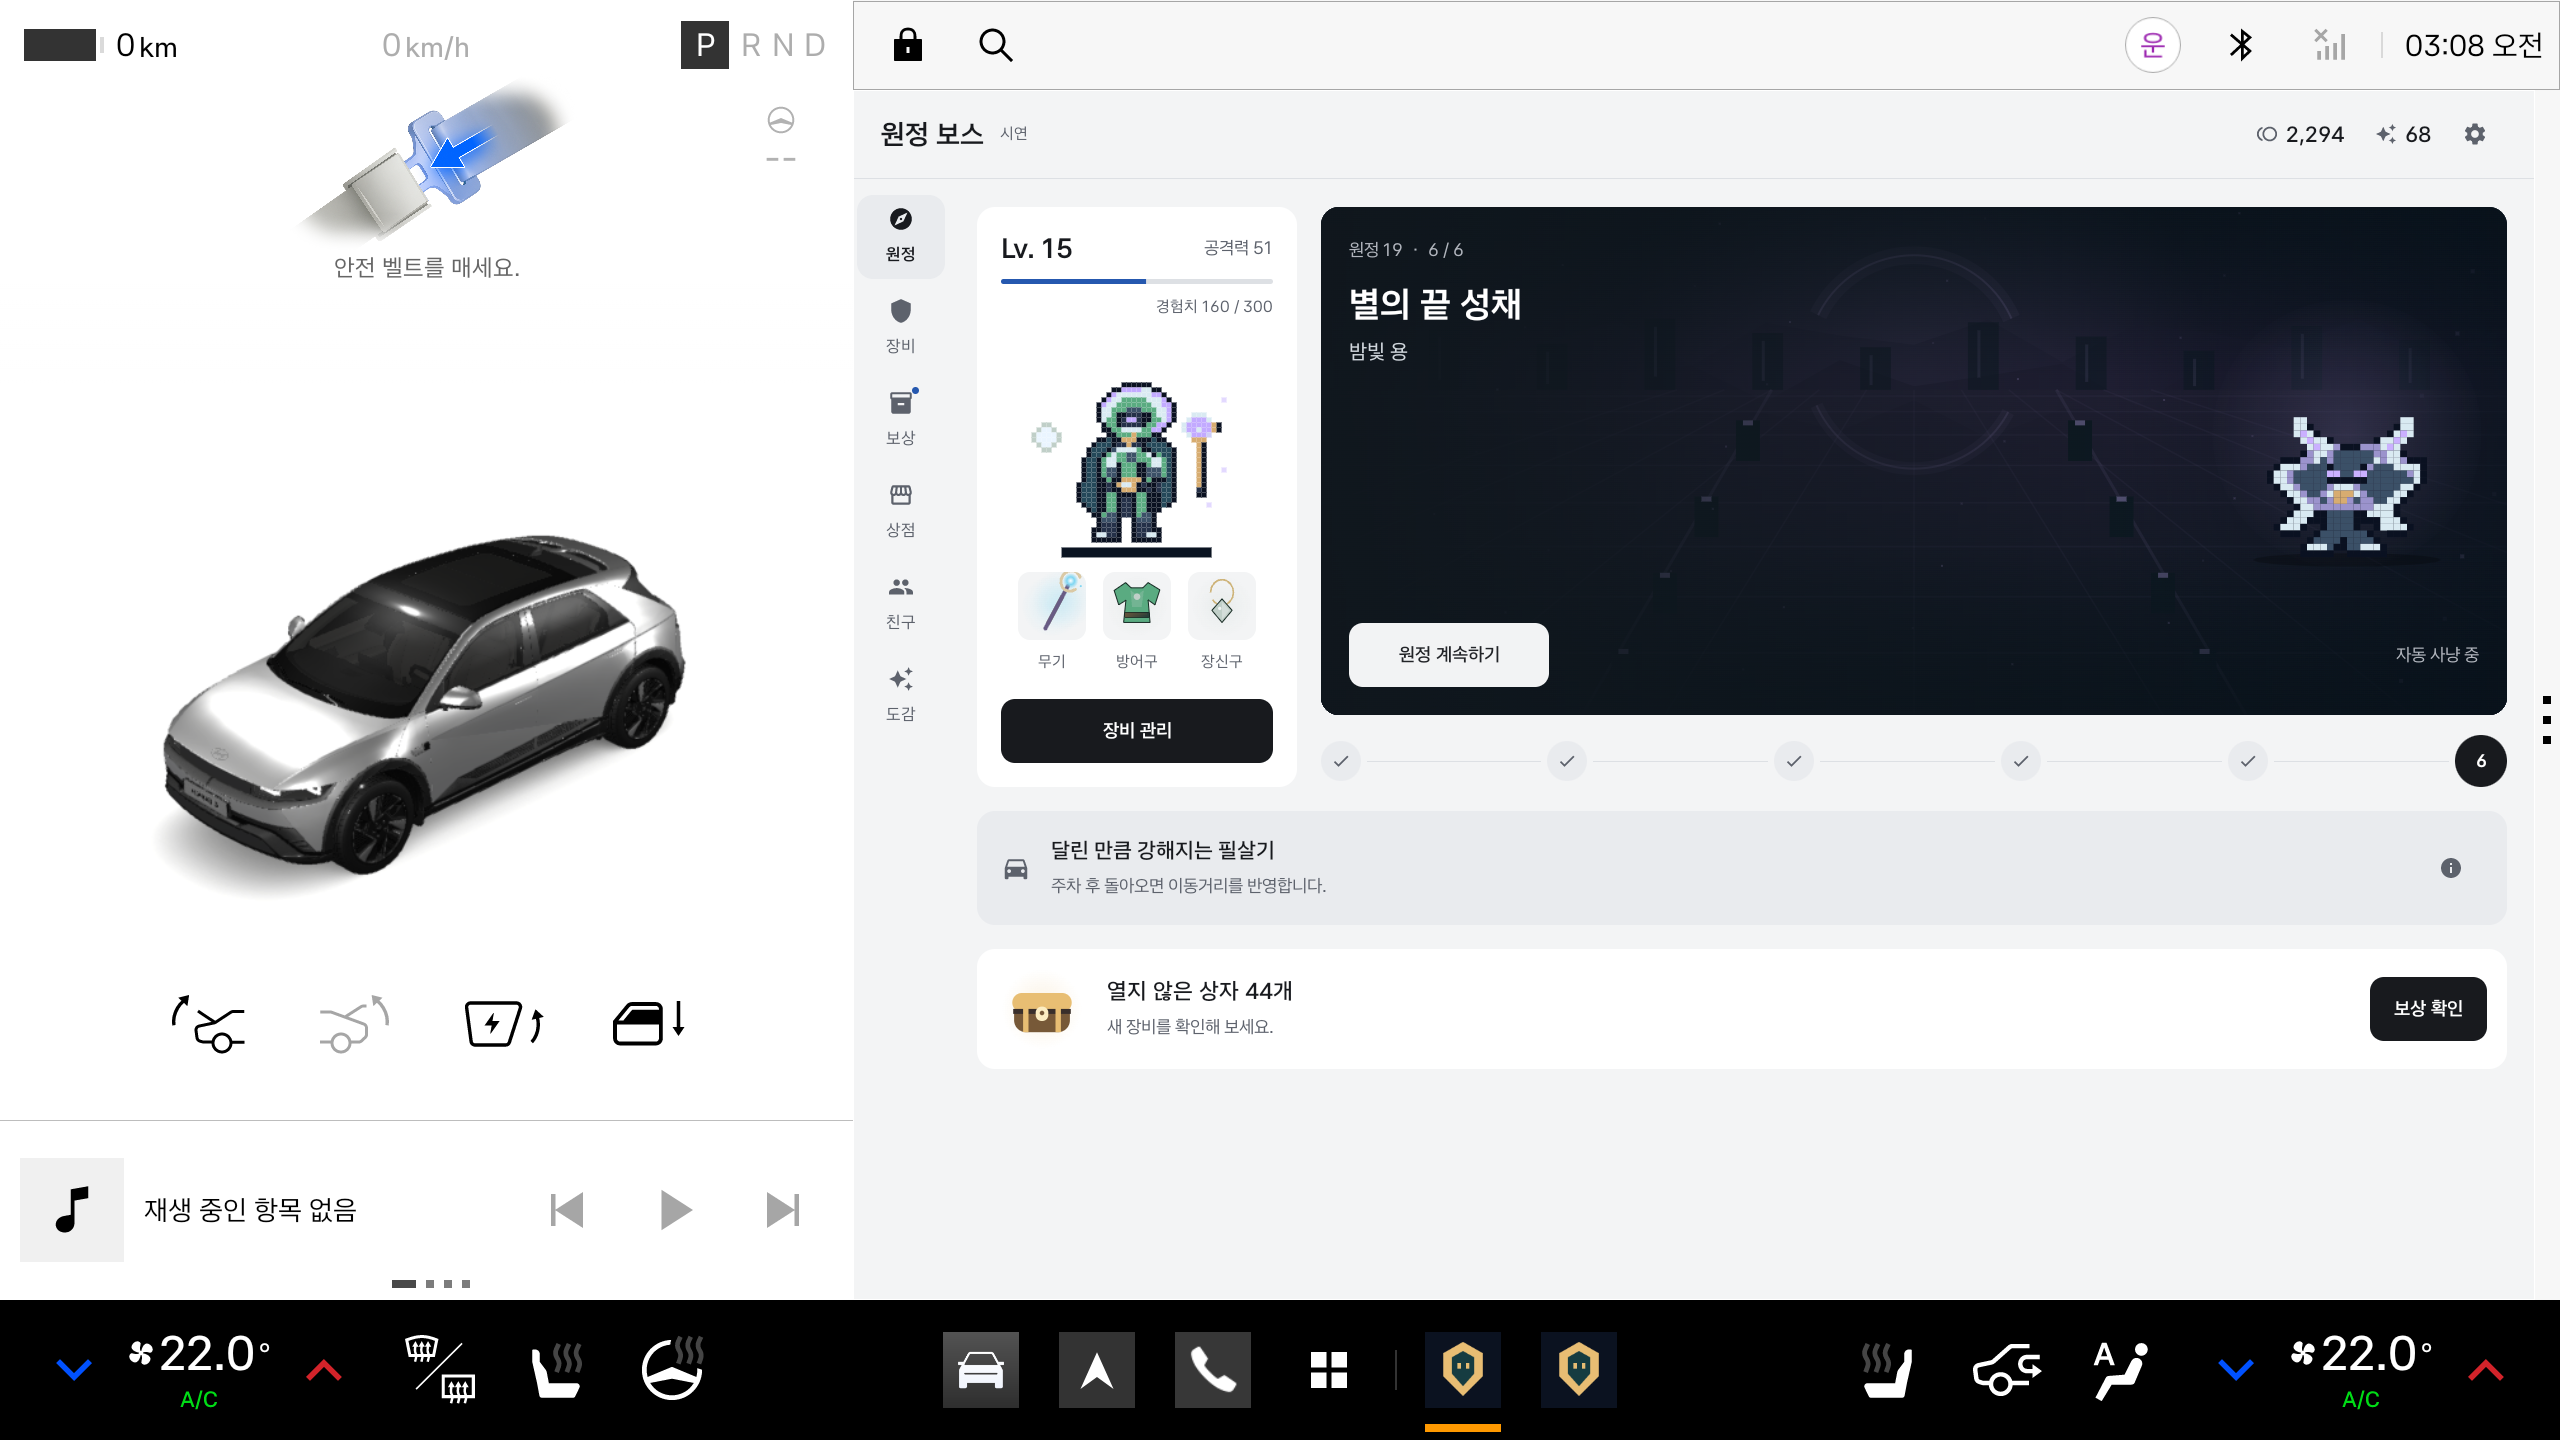 0 km
0 km/h
P R N D
안전 벨트를 매세요.
재생 중인 항목 없음
운
03:08 오전
원정 보스 시연
2,294
68
원정
장비
보상
상점
친구
도감
Lv. 15
공격력 51
경험치 160 / 300
무기
방어구
장신구
장비 관리
원정 19 · 6 / 6
별의 끝 성채
밤빛 용
원정 계속하기
자동 사냥 중
6
달린 만큼 강해지는 필살기
주차 후 돌아오면 이동거리를 반영합니다.
열지 않은 상자 44개
새 장비를 확인해 보세요.
보상 확인
22.0°
A/C
A
22.0°
A/C